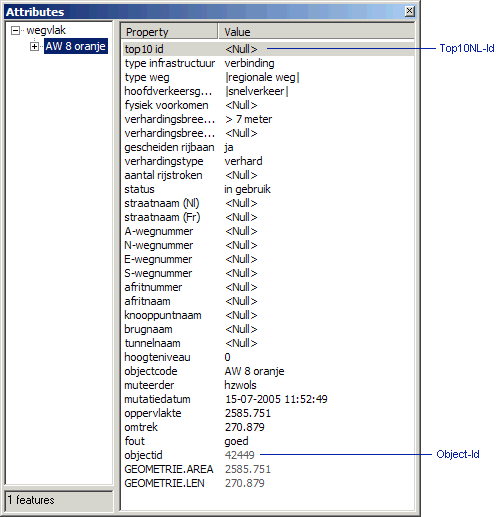 Attributes
wegvlak
AW 8 oranje
Property Value
top10 id <Null> Top10NL-Id
type infrastructuur verbinding
type weg |regionale weg|
hoofdverkeersg... |snelverkeer|
fysiek voorkomen <Null>
verhardingsbree... > 7 meter
verhardingsbree... <Null>
gescheiden rijbaan ja
verhardingstype verhard
aantal rijstroken <Null>
status in gebruik
straatnaam (Nl) <Null>
straatnaam (Fr) <Null>
A-wegnummer <Null>
N-wegnummer <Null>
E-wegnummer <Null>
S-wegnummer <Null>
afritnummer <Null>
afritnaam <Null>
knooppuntnaam <Null>
brugnaam <Null>
tunnelnaam <Null>
hoogteniveau 0
objectcode AW 8 oranje
muteerder hzwols
mutatiedatum 15-07-2005 11:52:49
oppervlakte 2585.751
omtrek 270.879
fout goed
objectid 42449 Object-Id
GEOMETRIE.AREA 2585.751
GEOMETRIE.LEN 270.879
1 features